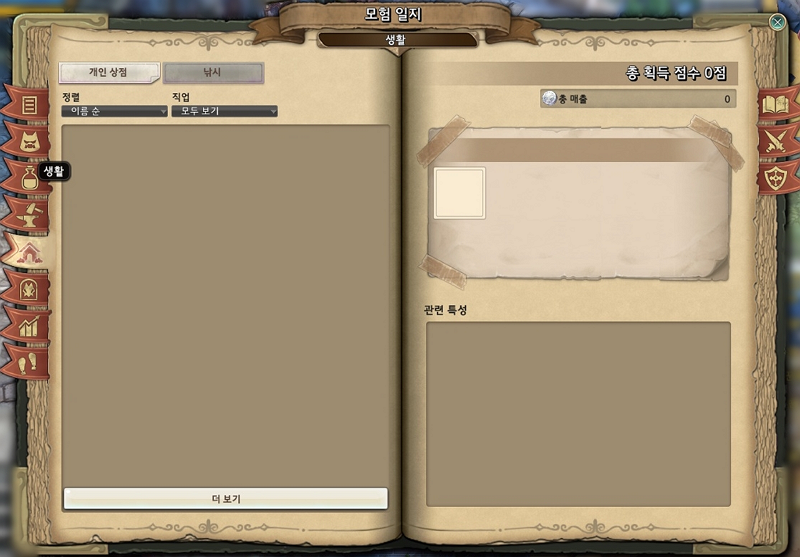 모험 일지
생활
개인 상점
낚시
정렬
직업
이름 순
모두 보기
생활
더 보기
총 획득 점수 0점
총 매출
0
관련 특성